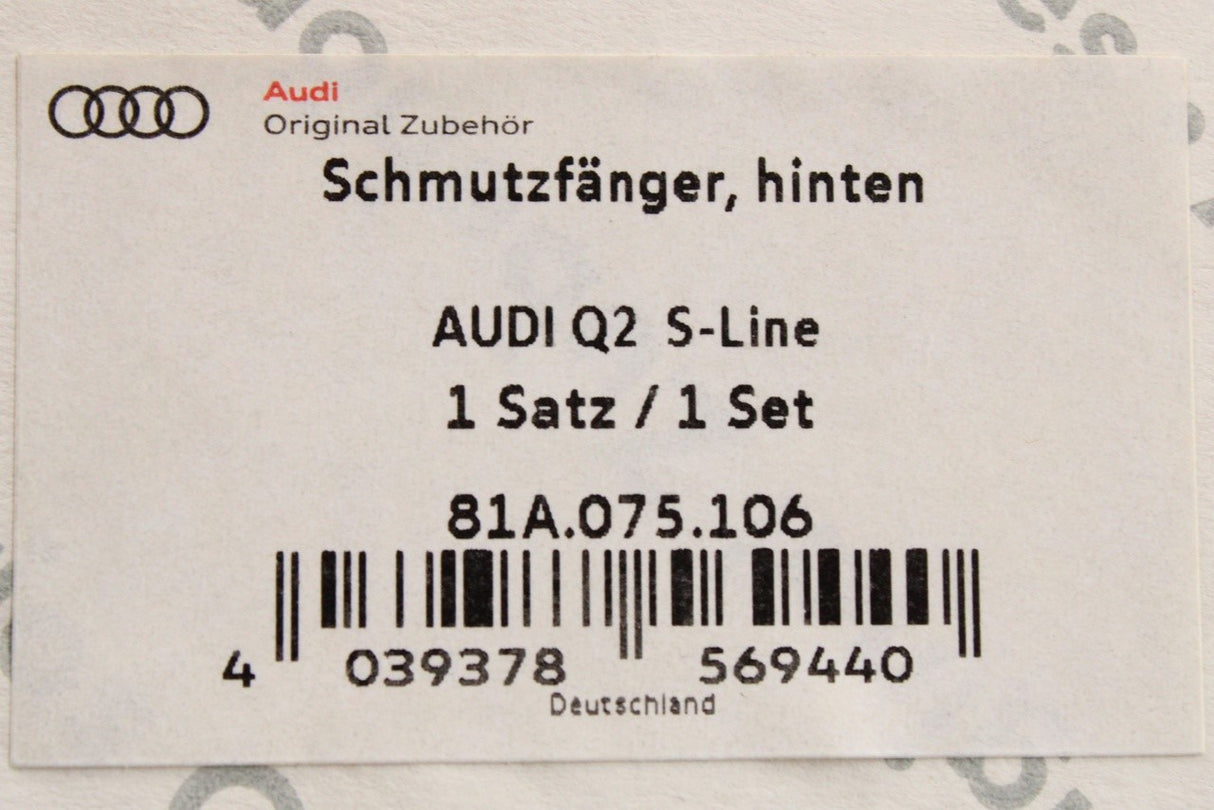 Audi
Original Zubehör
Schmutzfänger, hinten
AUDI Q2 S-Line
1 Satz / 1 Set
81A.075.106
4 039378 569440
Deutschland